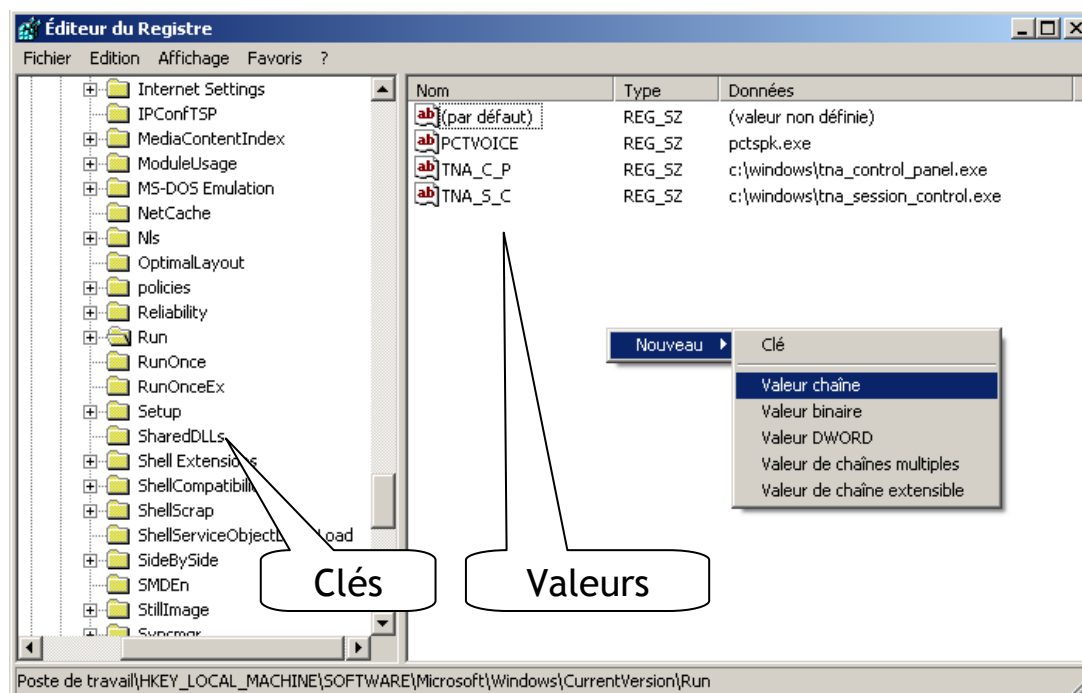 Éditeur du Registre
Fichier Edition Affichage Favoris ?
Internet Settings
IPConfTSP
MediaContentIndex
ModuleUsage
MS-DOS Emulation
NetCache
Nls
OptimalLayout
policies
Reliability
Run
RunOnce
RunOnceEx
Setup
SharedDLLs
Shell Extensions
ShellCompatibili
ShellScrap
ShellServiceObject Load
SideBySide
SMDEn
StillImage
Syncmgr
Nom Type Données
(par défaut) REG_SZ (valeur non définie)
PCTVOICE REG_SZ pctspk.exe
TNA_C_P REG_SZ c:\windows\tna_control_panel.exe
TNA_S_C REG_SZ c:\windows\tna_session_control.exe
Nouveau
Clé
Valeur chaîne
Valeur binaire
Valeur DWORD
Valeur de chaînes multiples
Valeur de chaîne extensible
Clés
Valeurs
Poste de travail\HKEY_LOCAL_MACHINE\SOFTWARE\Microsoft\Windows\CurrentVersion\Run